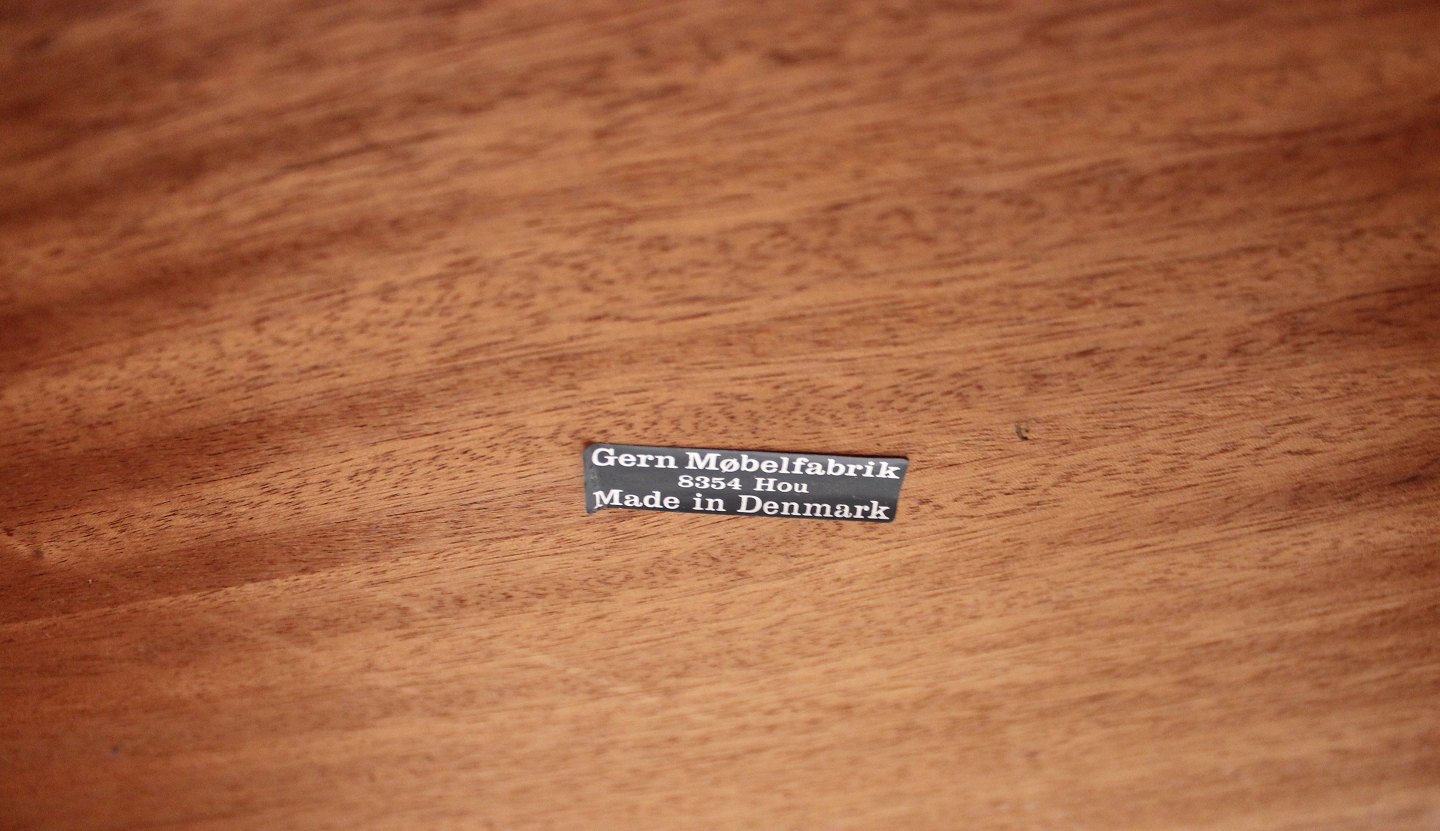 Gern Møbelfabrik
8354 Hou
Made in Denmark